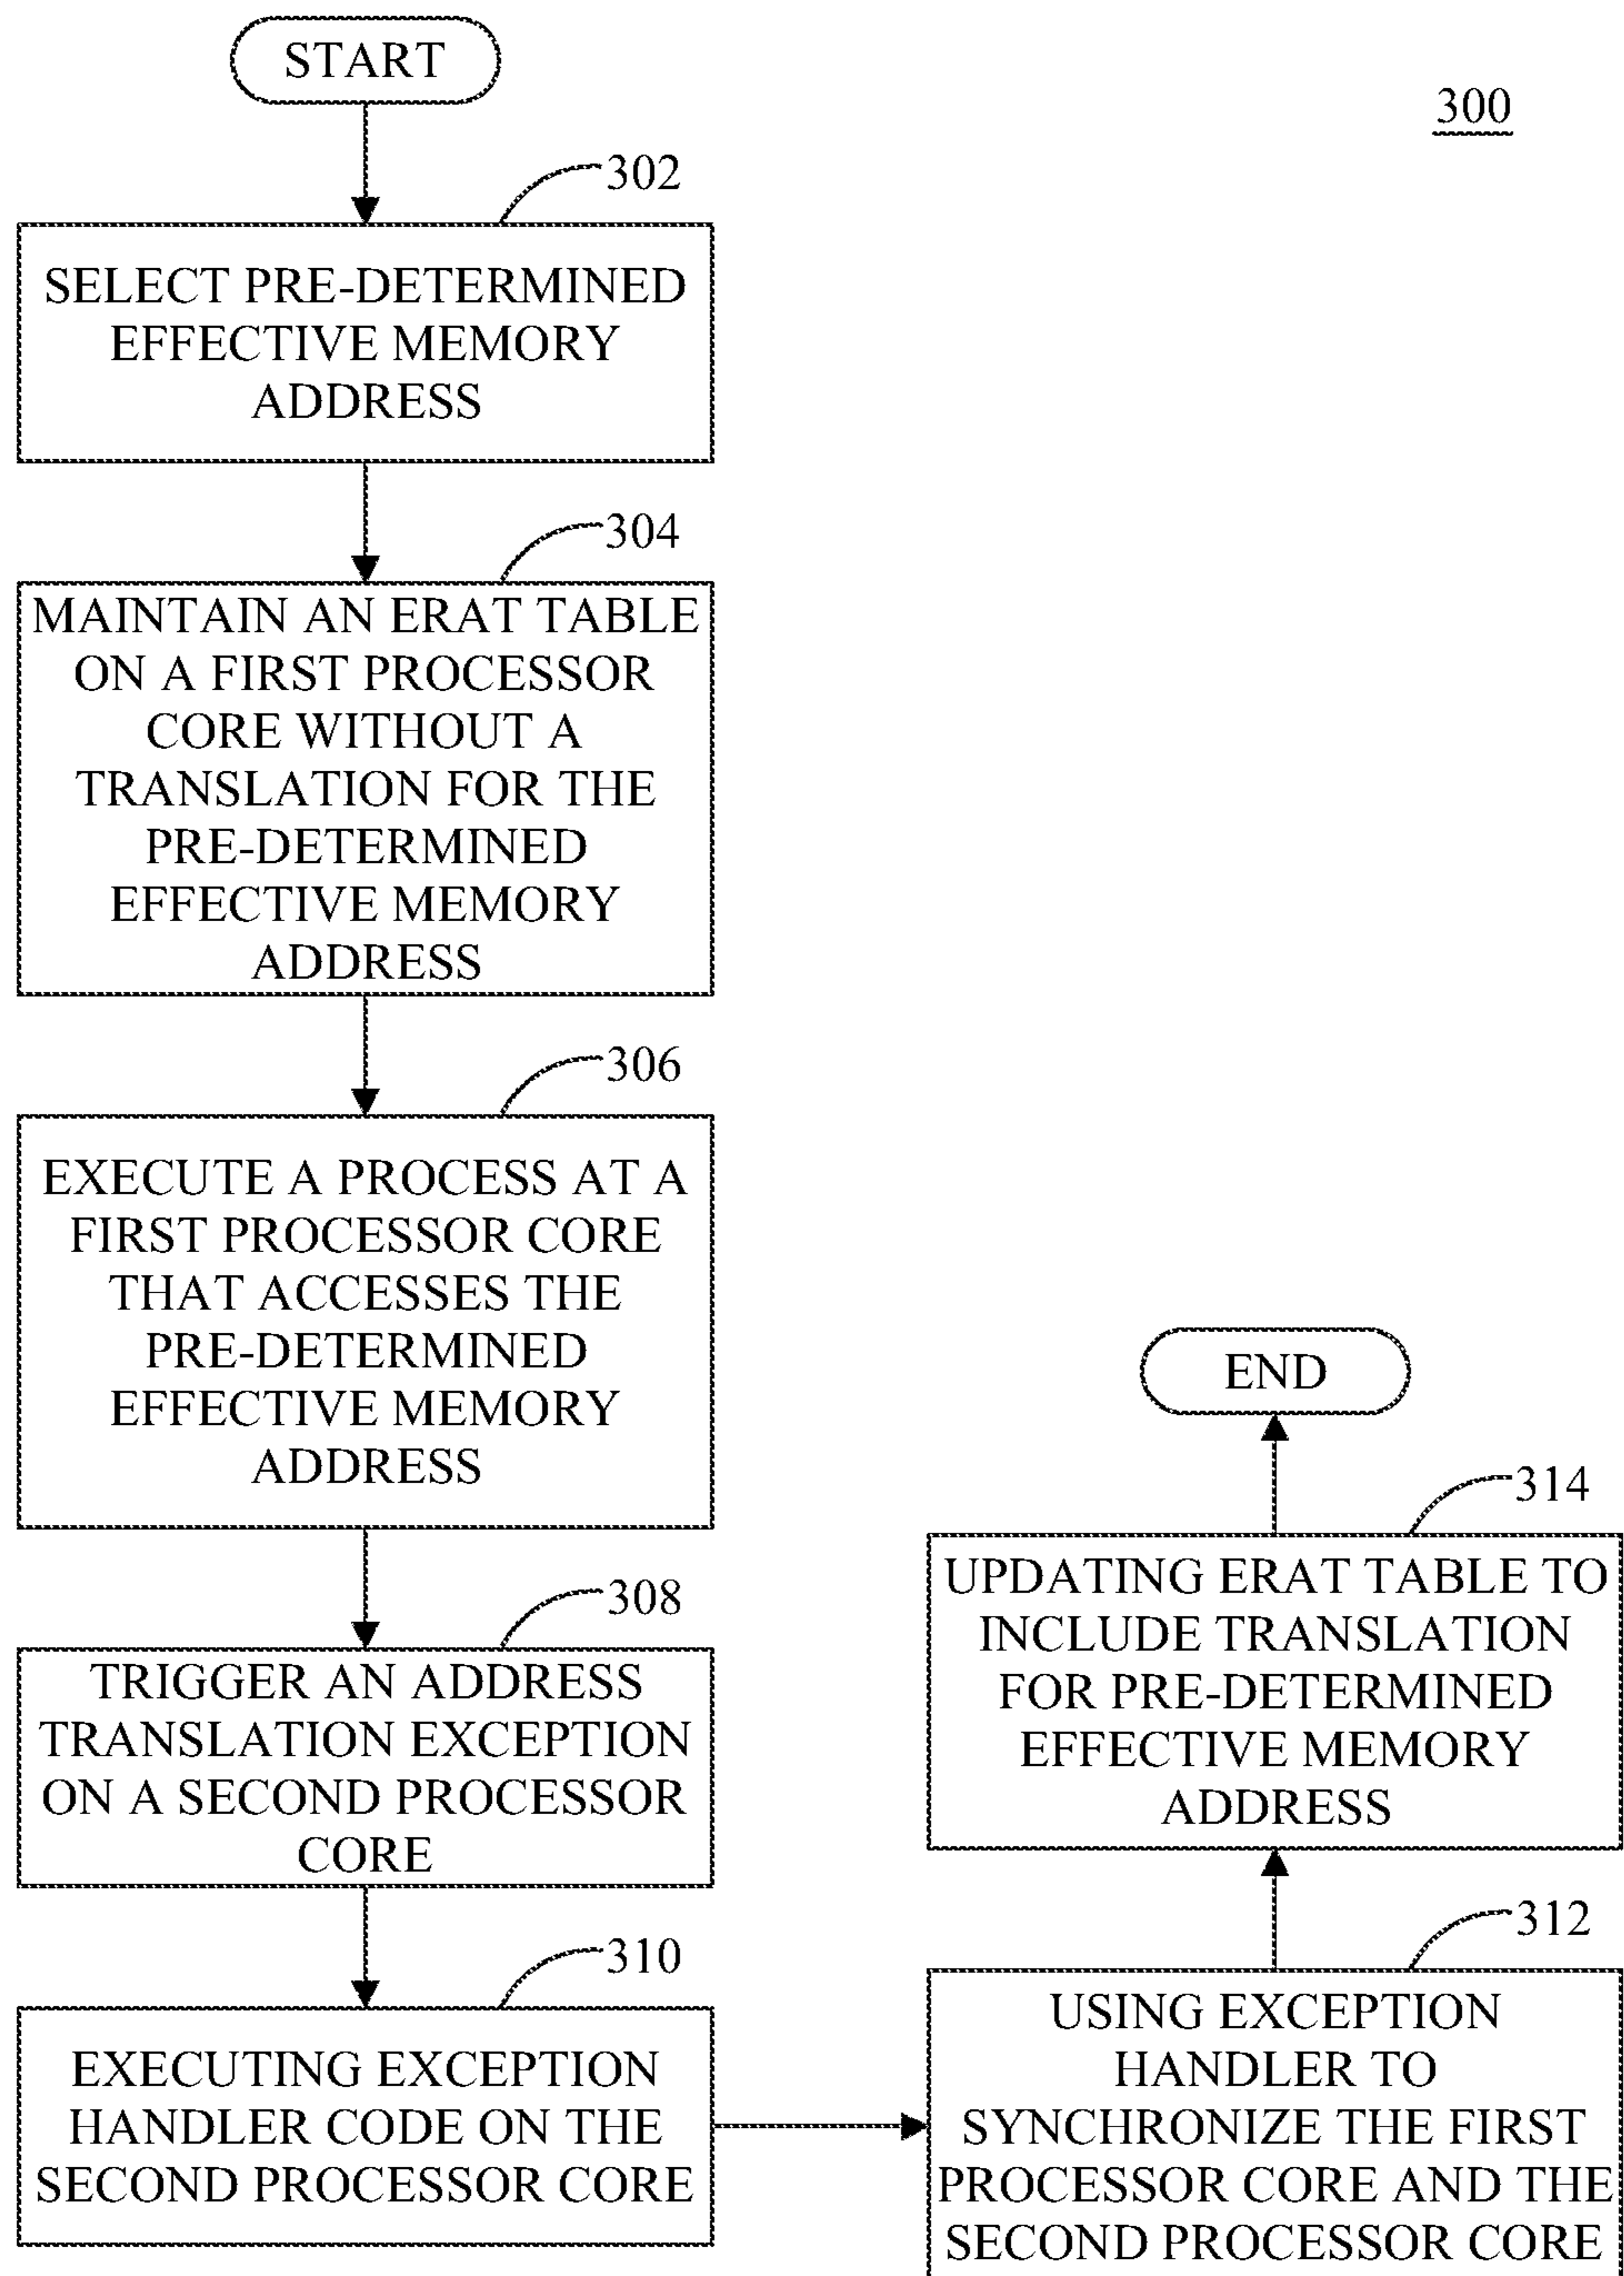 START
300
302
SELECT PRE-DETERMINED
EFFECTIVE MEMORY
ADDRESS
304
MAINTAIN AN ERAT TABLE
ON A FIRST PROCESSOR
CORE WITHOUT A
TRANSLATION FOR THE
PRE-DETERMINED
EFFECTIVE MEMORY
ADDRESS
306
EXECUTE A PROCESS AT A
FIRST PROCESSOR CORE
THAT ACCESSES THE
PRE-DETERMINED
EFFECTIVE MEMORY
ADDRESS
308
TRIGGER AN ADDRESS
TRANSLATION EXCEPTION
ON A SECOND PROCESSOR
CORE
310
EXECUTING EXCEPTION
HANDLER CODE ON THE
SECOND PROCESSOR CORE
312
USING EXCEPTION
HANDLER TO
SYNCHRONIZE THE FIRST
PROCESSOR CORE AND THE
SECOND PROCESSOR CORE
314
UPDATING ERAT TABLE TO
INCLUDE TRANSLATION
FOR PRE-DETERMINED
EFFECTIVE MEMORY
ADDRESS
END